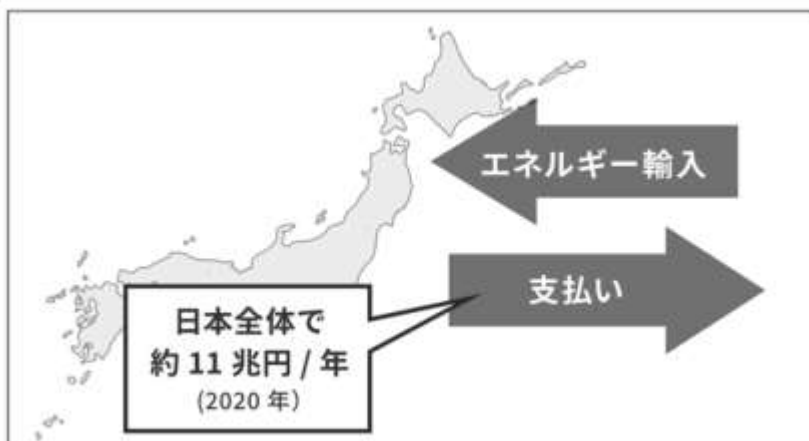 エネルギー輸入
支払い
日本全体で
約 11 兆円 / 年
(2020 年)